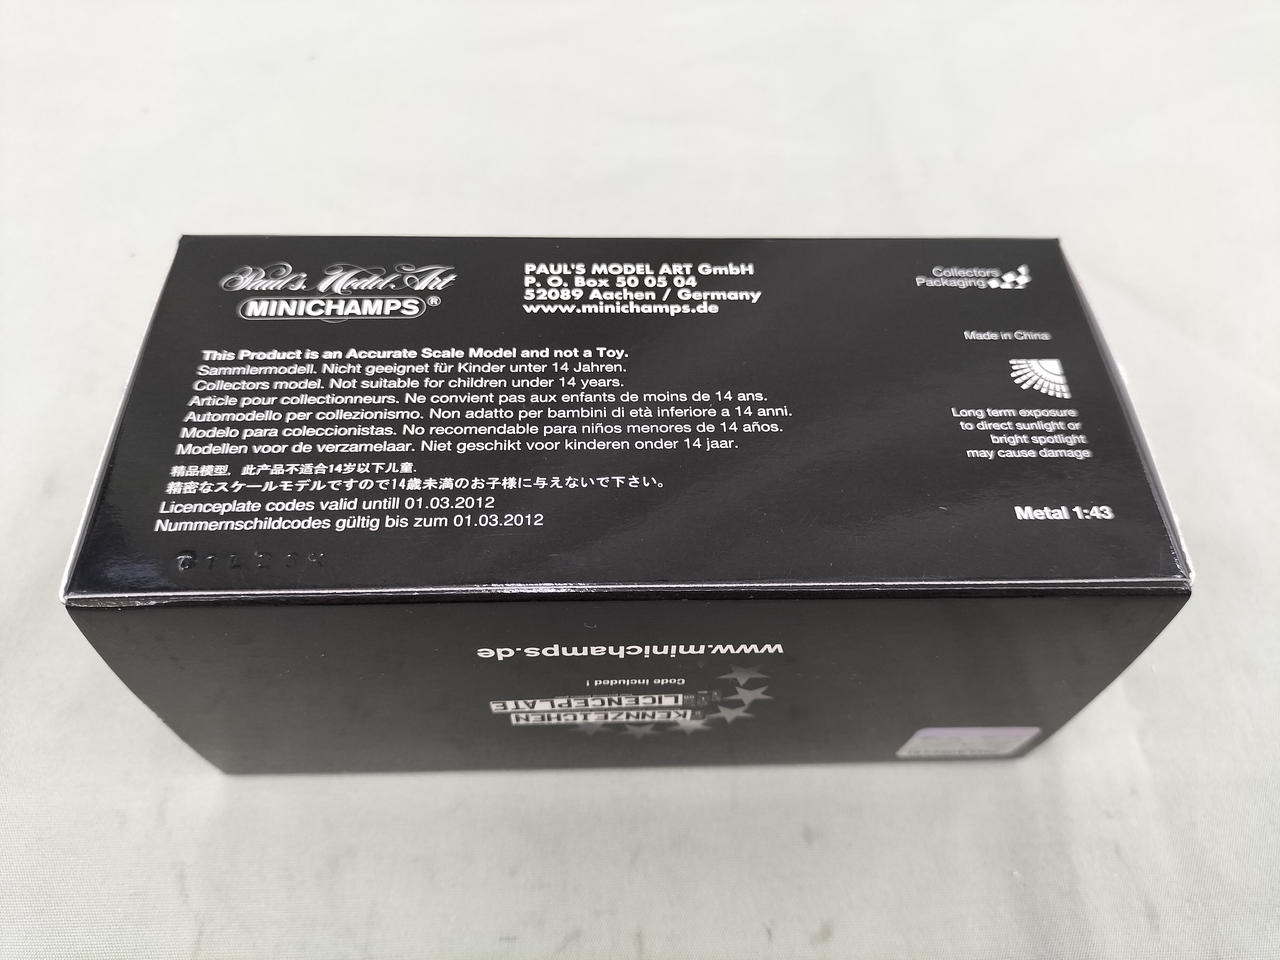 Paul's Model Art
MINICHAMPS®
PAUL'S MODEL ART GmbH
P. O. Box 50 05 04
52089 Aachen / Germany
www.minichamps.de
Collectors
Packaging
Made in China
This Product is an Accurate Scale Model and not a Toy.
Sammlermodell. Nicht geeignet für Kinder unter 14 Jahren.
Collectors model. Not suitable for children under 14 years.
Article pour collectionneurs. Ne convient pas aux enfants de moins de 14 ans.
Automodello per collezionismo. Non adatto per bambini di età inferiore a 14 anni.
Modelo para coleccionistas. No recomendable para niños menores de 14 años.
Modellen voor de verzamelaar. Niet geschikt voor kinderen onder 14 jaar.
精品模型, 此产品不适合14岁以下儿童.
精密なスケールモデルですので14歳未満のお子様に与えないで下さい。
Licenceplate codes valid untill 01.03.2012
Nummernschildcodes gültig bis zum 01.03.2012
Long term exposure
to direct sunlight or
bright spotlight
may cause damage
Metal 1:43
www.minichamps.de
Code included !
LICENCEPLATE
KENNZEICHEN